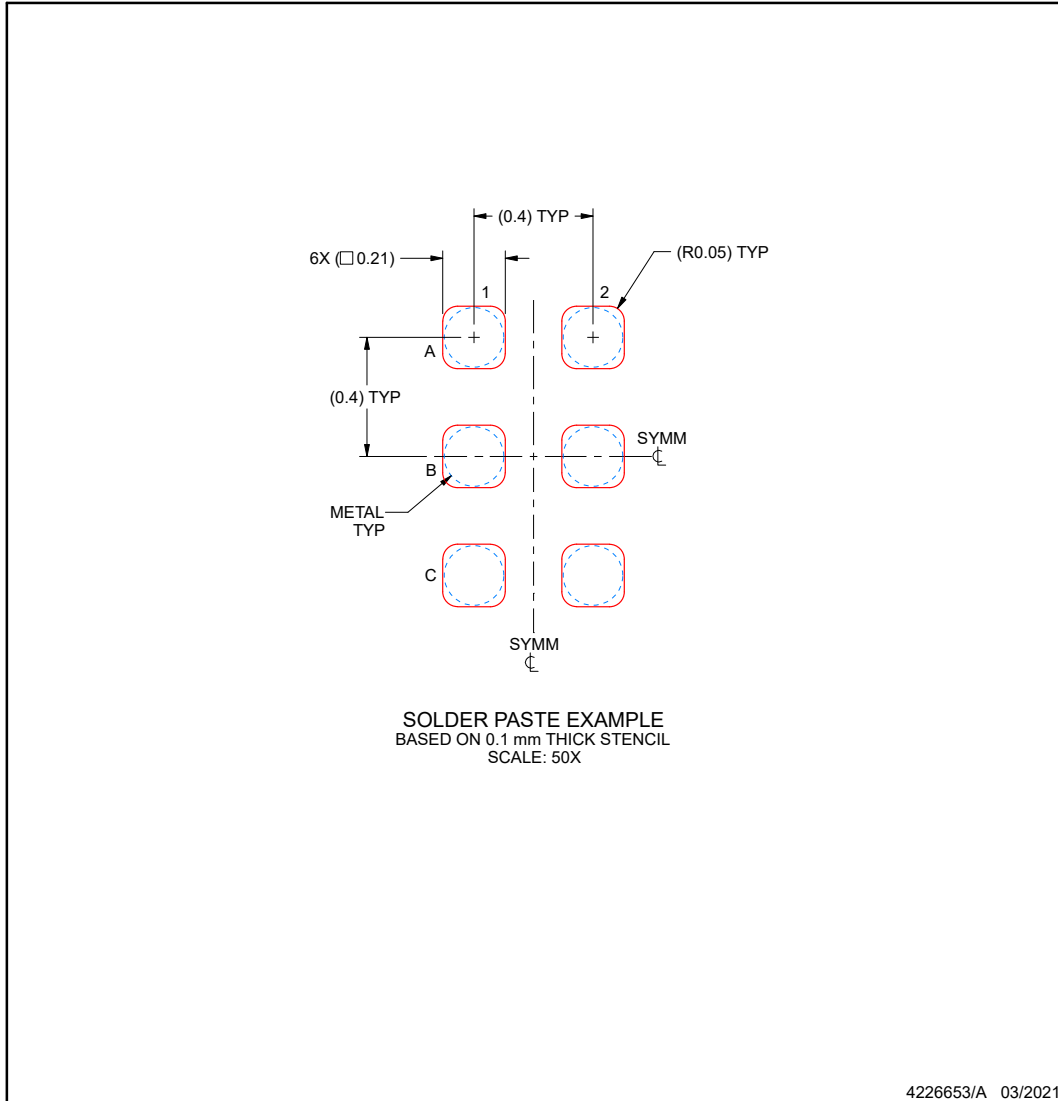 (0.4) TYP
6X (□ 0.21)
(R0.05) TYP
1
2
A
(0.4) TYP
SYMM
℄
B
METAL
TYP
C
SYMM
℄
SOLDER PASTE EXAMPLE
BASED ON 0.1 mm THICK STENCIL
SCALE: 50X
4226653/A 03/2021